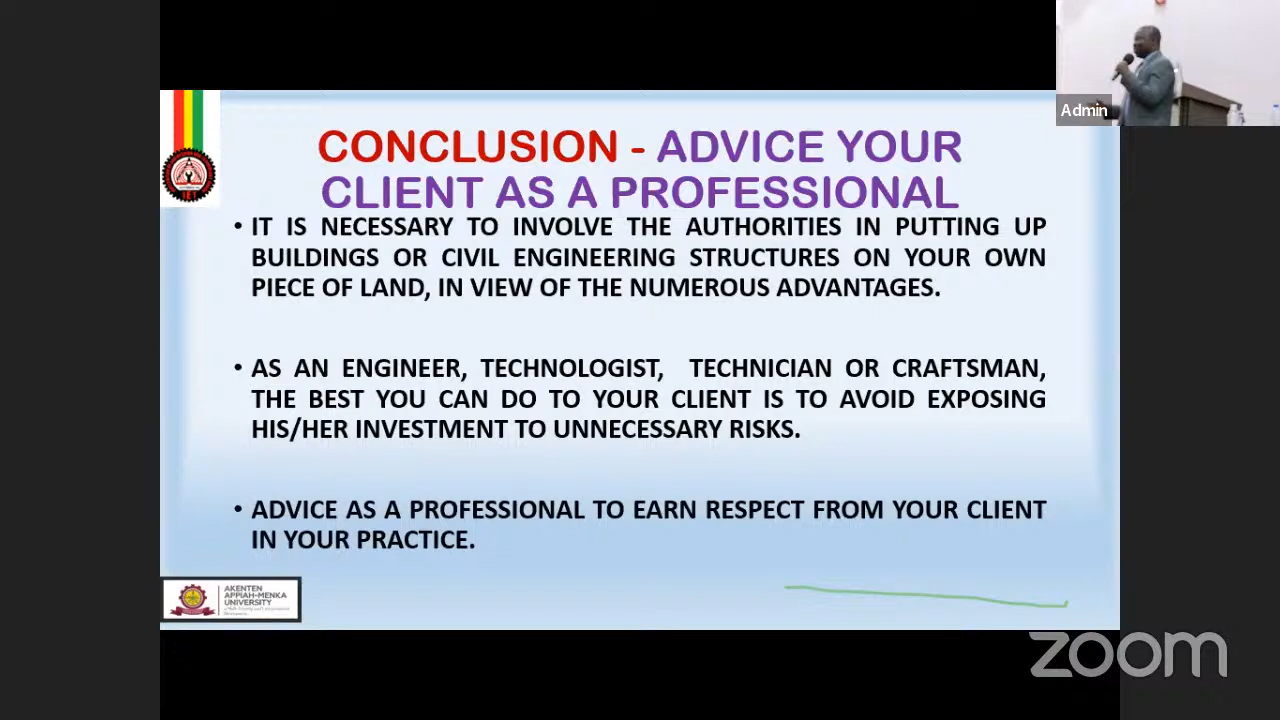 Admin
CONCLUSION - ADVICE YOUR
CLIENT AS A PROFESSIONAL
• IT IS NECESSARY TO INVOLVE THE AUTHORITIES IN PUTTING UP
BUILDINGS OR CIVIL ENGINEERING STRUCTURES ON YOUR OWN
PIECE OF LAND, IN VIEW OF THE NUMEROUS ADVANTAGES.
• AS AN ENGINEER, TECHNOLOGIST, TECHNICIAN OR CRAFTSMAN,
THE BEST YOU CAN DO TO YOUR CLIENT IS TO AVOID EXPOSING
HIS/HER INVESTMENT TO UNNECESSARY RISKS.
• ADVICE AS A PROFESSIONAL TO EARN RESPECT FROM YOUR CLIENT
IN YOUR PRACTICE.
AKENTEN
APPIAH-MENKA
UNIVERSITY
zoom